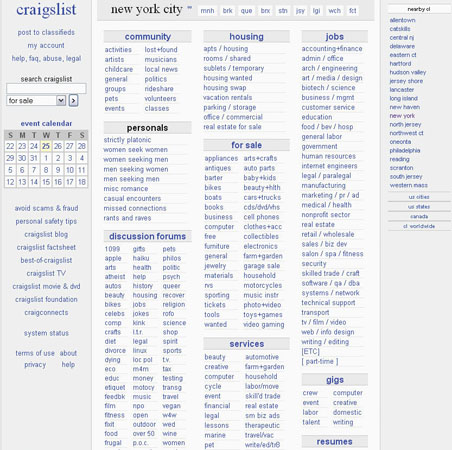 craigslist
post to classifieds
my account
help, faq, abuse, legal
search craigslist
for sale
>
event calendar
S M T W T F S
22 23 24 25 26 27 28
29 30 31 1 2 3 4
5 6 7 8 9 10 11
12 13 14 15 16 17 18
avoid scams & fraud
personal safety tips
craigslist blog
craigslist factsheet
best-of-craigslist
craigslist TV
craigslist movie & dvd
craigslist foundation
craigconnects
system status
terms of use about
privacy help
new york city
mnh brk que brx stn jsy lgi wch fct
community
activities lost+found
artists musicians
childcare local news
general politics
groups rideshare
pets volunteers
events classes
personals
strictly platonic
women seek women
women seeking men
men seeking women
men seeking men
misc romance
casual encounters
missed connections
rants and raves
discussion forums
1099 gifts pets
apple haiku philos
arts health politic
atheist help psych
autos history queer
beauty housing recover
bikes jobs religion
celebs jokes rofo
comp kink science
crafts l.t.r. shop
diet legal spirit
divorce linux sports
dying loc pol t.v.
eco m4m tax
educ money testing
etiquet motocy transg
feedbk music travel
film npo vegan
fitness open w4w
fixit outdoor wed
food over 50 wine
frugal p.o.c. women
housing
apts / housing
rooms / shared
sublets / temporary
housing wanted
housing swap
vacation rentals
parking / storage
office / commercial
real estate for sale
for sale
appliances arts+crafts
antiques auto parts
barter baby+kids
bikes beauty+hlth
boats cars+trucks
books cds/dvd/vhs
business cell phones
computer clothes+acc
free collectibles
furniture electronics
general farm+garden
jewelry garage sale
materials household
rvs motorcycles
sporting music instr
tickets photo+video
tools toys+games
wanted video gaming
services
beauty automotive
creative farm+garden
computer household
cycle labor/move
event skill'd trade
financial real estate
legal sm biz ads
lessons therapeutic
marine travel/vac
pet write/ed/tr8
jobs
accounting+finance
admin / office
arch / engineering
art / media / design
biotech / science
business / mgmt
customer service
education
food / bev / hosp
general labor
government
human resources
internet engineers
legal / paralegal
manufacturing
marketing / pr / ad
medical / health
nonprofit sector
real estate
retail / wholesale
sales / biz dev
salon / spa / fitness
security
skilled trade / craft
software / qa / dba
systems / network
technical support
transport
tv / film / video
web / info design
writing / editing
[ETC]
[ part-time ]
gigs
crew computer
event creative
labor domestic
talent writing
resumes
nearby cl
allentown
catskills
central nj
delaware
eastern ct
hartford
hudson valley
jersey shore
lancaster
long island
new haven
new york
north jersey
northwest ct
oneonta
philadelphia
reading
scranton
south jersey
western mass
us cities
us states
canada
cl worldwide